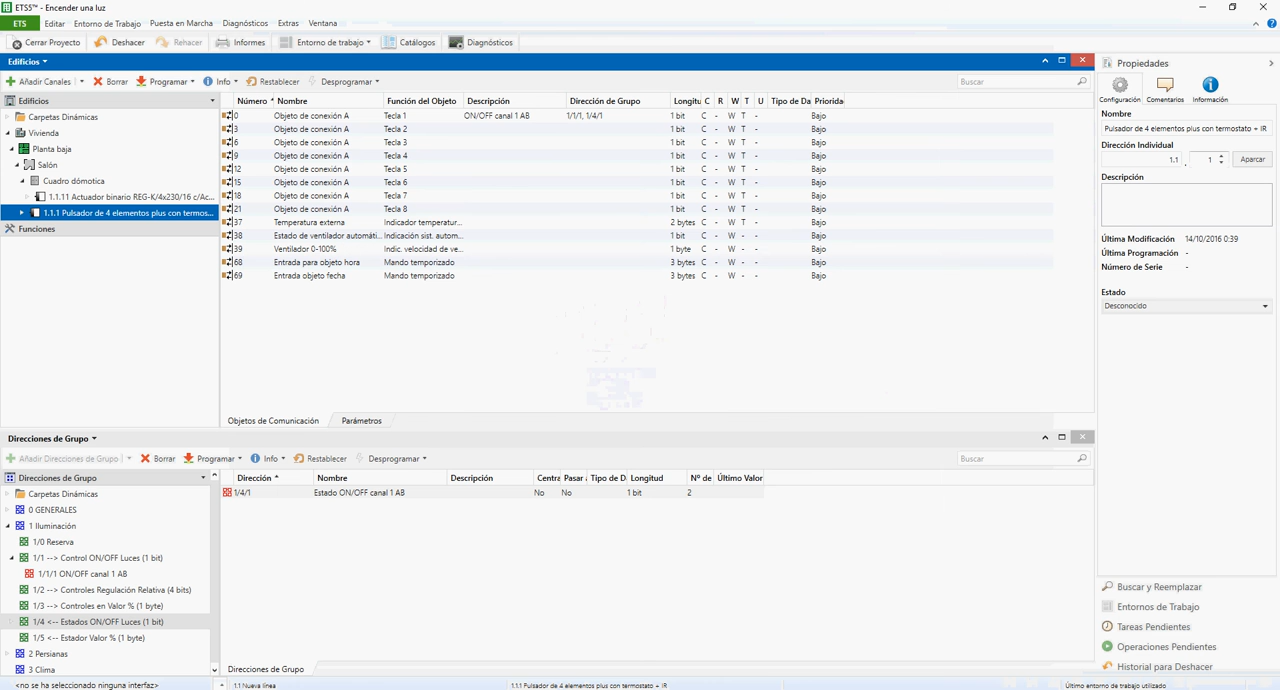 ETS5™ - Encender una luz
ETS Editar Entorno de Trabajo Puesta en Marcha Diagnósticos Extras Ventana
Cerrar Proyecto Deshacer Rehacer Informes Entorno de trabajo Catálogos Diagnósticos
Edificios
Añadir Canales Borrar Programar Info Restablecer Desprogramar Buscar
Edificios
Carpetas Dinámicas
Vivienda
Planta baja
Salón
Cuadro domótica
1.1.11 Actuador binario REG-K/4x230/16 c/Ac...
1.1.1 Pulsador de 4 elementos plus con termos...
Funciones
Número Nombre Función del Objeto Descripción Dirección de Grupo Longitu C R W T U Tipo de Da Priorida
0 Objeto de conexión A Tecla 1 ON/OFF canal 1 AB 1/1/1, 1/4/1 1 bit C - W T - Bajo
3 Objeto de conexión A Tecla 2 1 bit C - W T - Bajo
6 Objeto de conexión A Tecla 3 1 bit C - W T - Bajo
9 Objeto de conexión A Tecla 4 1 bit C - W T - Bajo
12 Objeto de conexión A Tecla 5 1 bit C - W T - Bajo
15 Objeto de conexión A Tecla 6 1 bit C - W T - Bajo
18 Objeto de conexión A Tecla 7 1 bit C - W T - Bajo
21 Objeto de conexión A Tecla 8 1 bit C - W T - Bajo
37 Temperatura externa Indicador temperatur... 2 bytes C - W T - Bajo
38 Estado de ventilador automáti... Indicación sist. autom... 1 bit C - W - - Bajo
39 Ventilador 0-100% Indic. velocidad de ve... 1 byte C - W - - Bajo
68 Entrada para objeto hora Mando temporizado 3 bytes C - W - - Bajo
69 Entrada objeto fecha Mando temporizado 3 bytes C - W - - Bajo
Objetos de Comunicación Parámetros
Direcciones de Grupo
Añadir Direcciones de Grupo Borrar Programar Info Restablecer Desprogramar Buscar
Direcciones de Grupo
Carpetas Dinámicas
0 GENERALES
1 Iluminación
1/0 Reserva
1/1 --> Control ON/OFF Luces (1 bit)
1/1/1 ON/OFF canal 1 AB
1/2 --> Controles Regulación Relativa (4 bits)
1/3 --> Controles en Valor % (1 byte)
1/4 <-- Estados ON/OFF Luces (1 bit)
1/5 <-- Estador Valor % (1 byte)
2 Persianas
3 Clima
Dirección Nombre Descripción Centra Pasar Tipo de D Longitud Nº de Último Valor
1/4/1 Estado ON/OFF canal 1 AB No No 1 bit 2
Direcciones de Grupo
Propiedades
Configuración Comentarios Información
Nombre
Pulsador de 4 elementos plus con termostato + IR
Dirección Individual
1.1 . 1 Aparcar
Descripción
Última Modificación 14/10/2016 0:39
Última Programación -
Número de Serie -
Estado
Desconocido
Buscar y Reemplazar
Entornos de Trabajo
Tareas Pendientes
Operaciones Pendientes
Historial para Deshacer
<no se ha seleccionado ninguna interfaz> 1.1 Nueva línea 1.1.1 Pulsador de 4 elementos plus con termostato + IR Último entorno de trabajo utilizado